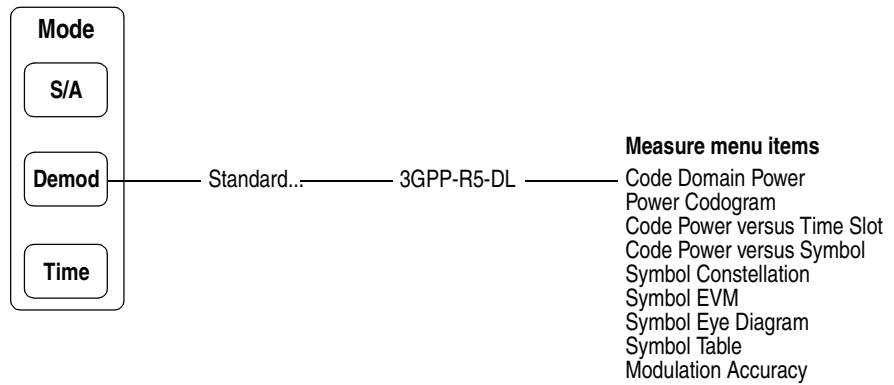 Mode
S/A
Demod
Standard...
3GPP-R5-DL
Time
Measure menu items
Code Domain Power
Power Codogram
Code Power versus Time Slot
Code Power versus Symbol
Symbol Constellation
Symbol EVM
Symbol Eye Diagram
Symbol Table
Modulation Accuracy